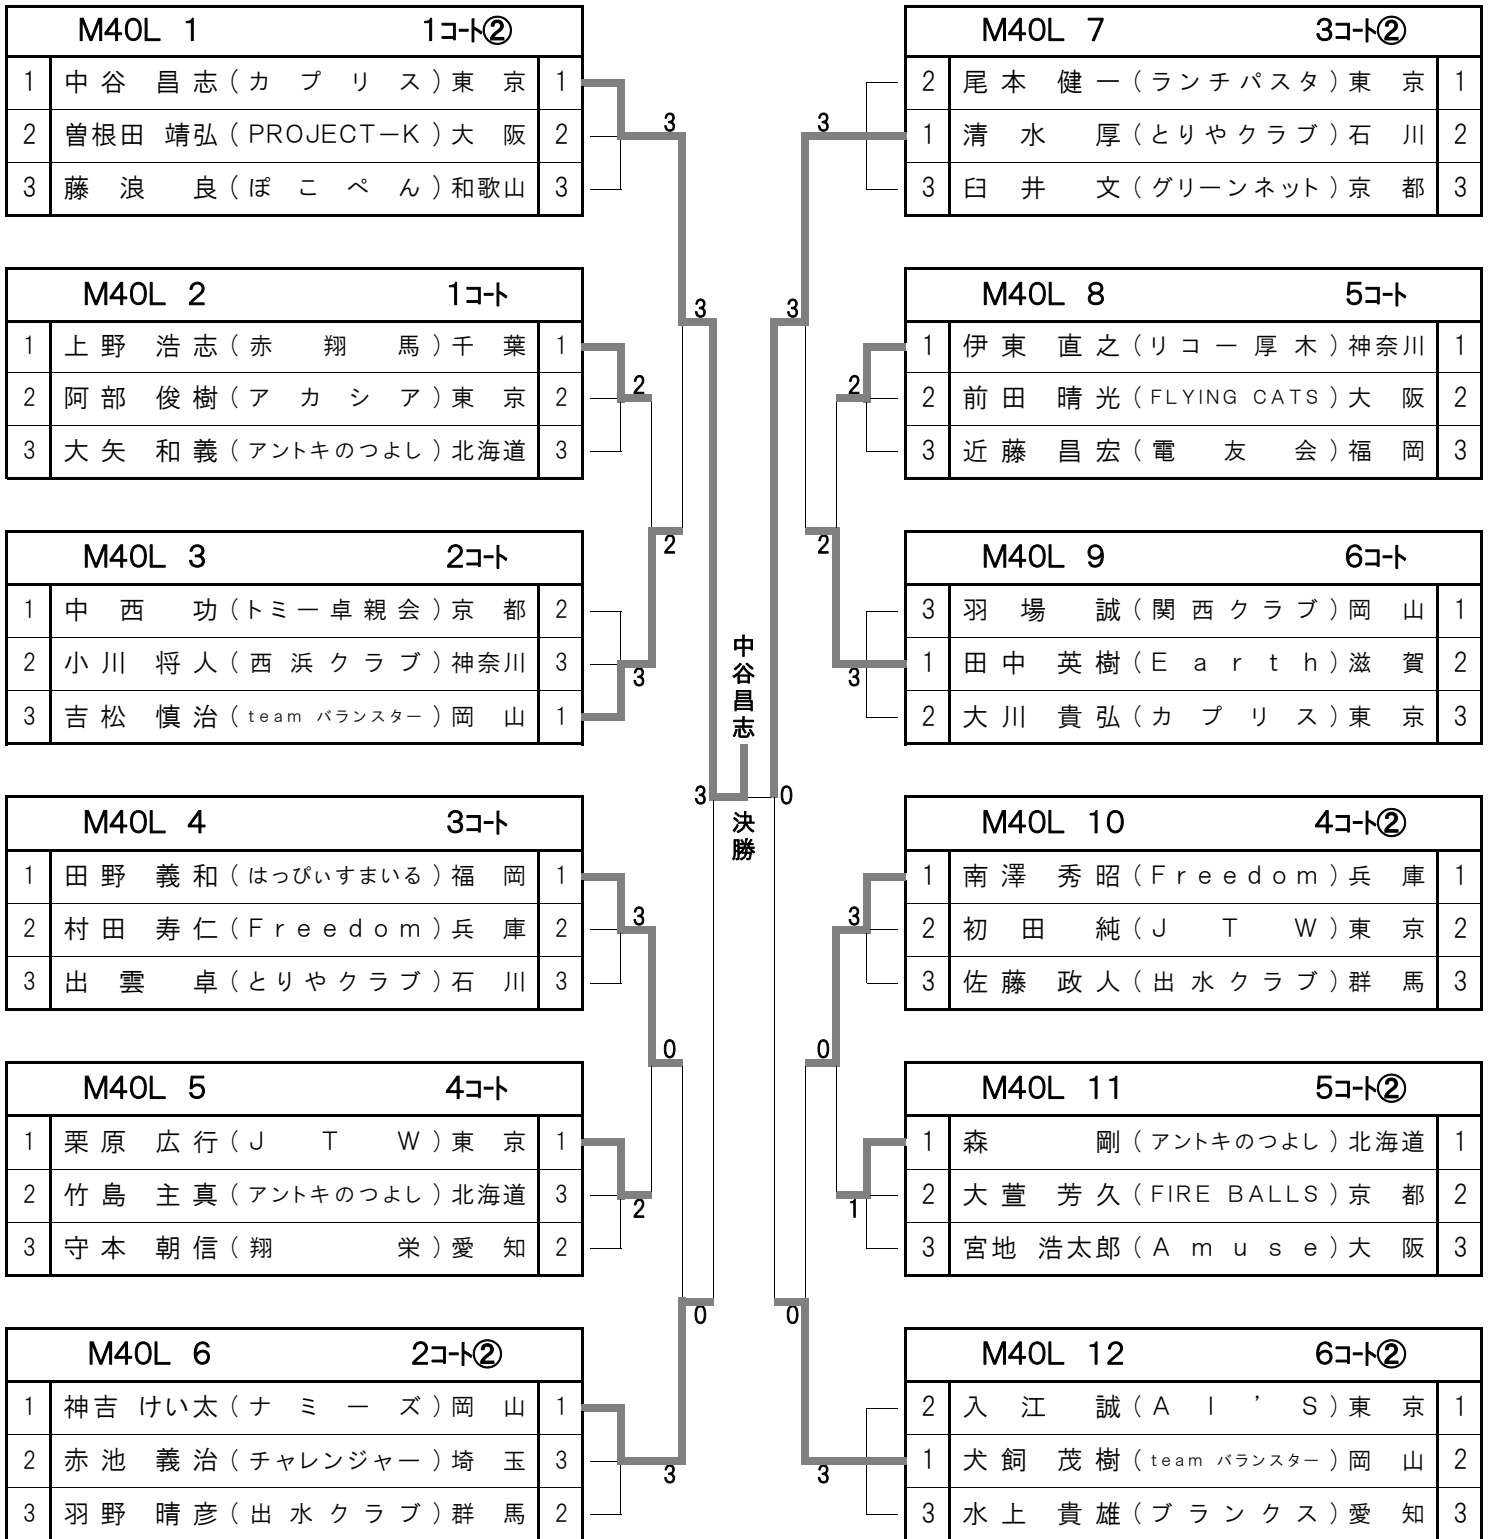 M40L 1 1コート②
1 中谷 昌志 (カプリス) 東京 1
2 曽根田 靖弘 (PROJECT－K) 大阪 2
3 藤浪 良 (ぽこぺん) 和歌山 3
3
M40L 2 1コート
1 上野 浩志 (赤翔馬) 千葉 1
2 阿部 俊樹 (アカシア) 東京 2
3 大矢 和義 (アントキのつよし) 北海道 3
3
2
M40L 3 2コート
1 中西 功 (トミー卓親会) 京都 2
2 小川 将人 (西浜クラブ) 神奈川 3
3 吉松 慎治 (team バランスター) 岡山 1
2
3
M40L 4 3コート
1 田野 義和 (はっぴぃすまいる) 福岡 1
2 村田 寿仁 (Freedom) 兵庫 2
3 出雲 卓 (とりやクラブ) 石川 3
3
M40L 5 4コート
1 栗原 広行 (JTW) 東京 1
2 竹島 主真 (アントキのつよし) 北海道 3
3 守本 朝信 (翔栄) 愛知 2
0
2
M40L 6 2コート②
1 神吉 けい太 (ナミーズ) 岡山 1
2 赤池 義治 (チャレンジャー) 埼玉 3
3 羽野 晴彦 (出水クラブ) 群馬 2
0
3
中谷昌志
3 0
決勝
M40L 7 3コート②
2 尾本 健一 (ランチパスタ) 東京 1
1 清水 厚 (とりやクラブ) 石川 2
3 臼井 文 (グリーンネット) 京都 3
3
M40L 8 5コート
1 伊東 直之 (リコー厚木) 神奈川 1
2 前田 晴光 (FLYING CATS) 大阪 2
3 近藤 昌宏 (電友会) 福岡 3
3
2
M40L 9 6コート
3 羽場 誠 (関西クラブ) 岡山 1
1 田中 英樹 (Earth) 滋賀 2
2 大川 貴弘 (カプリス) 東京 3
2
3
M40L 10 4コート②
1 南澤 秀昭 (Freedom) 兵庫 1
2 初田 純 (JTW) 東京 2
3 佐藤 政人 (出水クラブ) 群馬 3
3
M40L 11 5コート②
1 森 剛 (アントキのつよし) 北海道 1
2 大萱 芳久 (FIRE BALLS) 京都 2
3 宮地 浩太郎 (Amuse) 大阪 3
0
1
M40L 12 6コート②
2 入江 誠 (AI’S) 東京 1
1 犬飼 茂樹 (team バランスター) 岡山 2
3 水上 貴雄 (ブランクス) 愛知 3
0
3